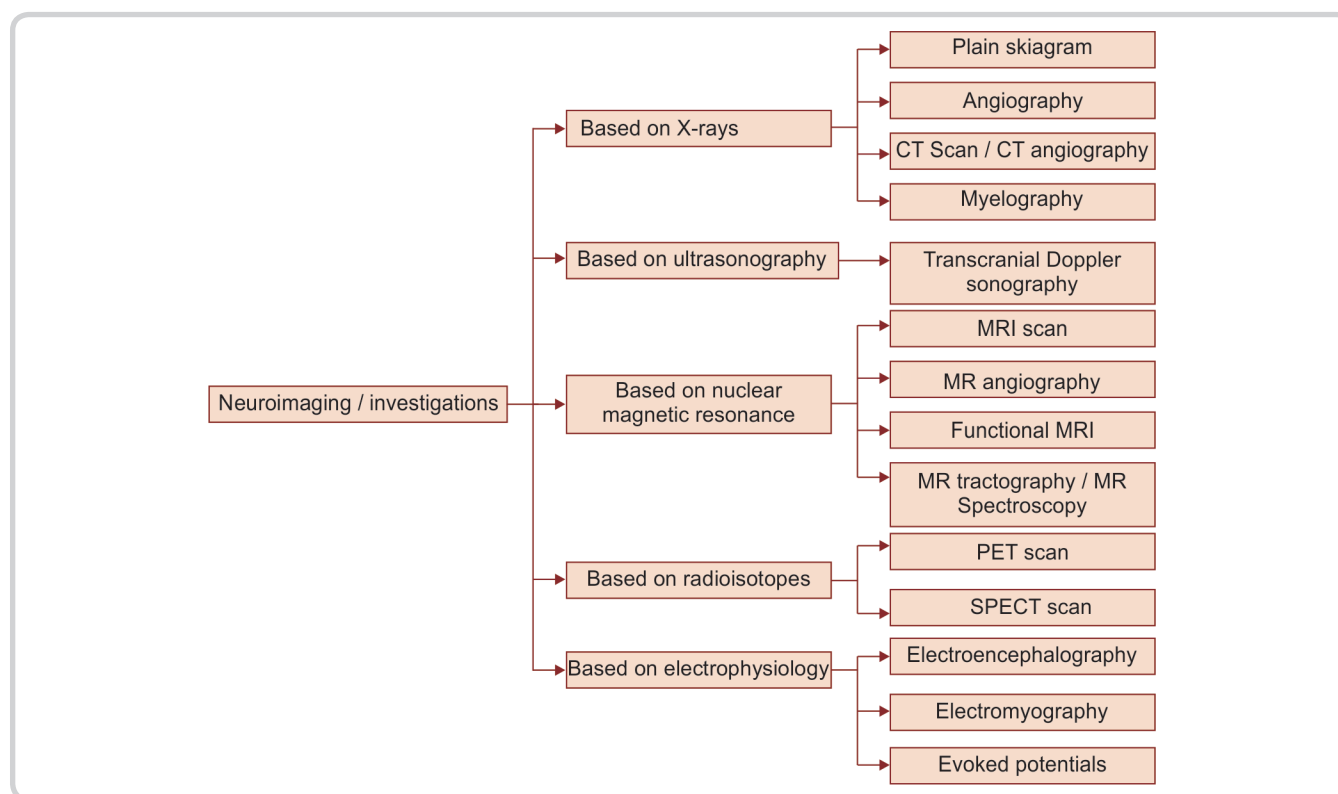 Neuroimaging / investigations
Based on X-rays
Plain skiagram
Angiography
CT Scan / CT angiography
Myelography
Based on ultrasonography
Transcranial Doppler
sonography
Based on nuclear
magnetic resonance
MRI scan
MR angiography
Functional MRI
MR tractography / MR
Spectroscopy
Based on radioisotopes
PET scan
SPECT scan
Based on electrophysiology
Electroencephalography
Electromyography
Evoked potentials